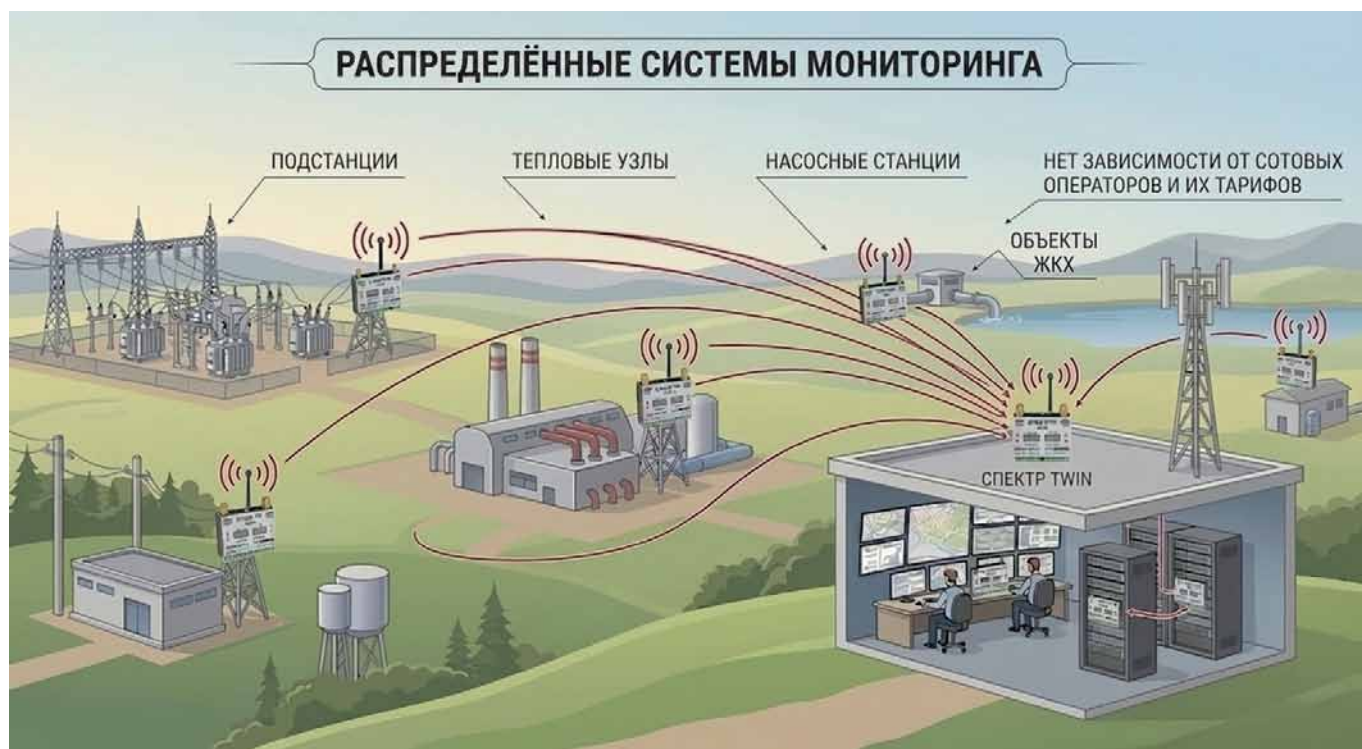 РАСПРЕДЕЛЁННЫЕ СИСТЕМЫ МОНИТОРИНГА
ПОДСТАНЦИИ
ТЕПЛОВЫЕ УЗЛЫ
НАСОСНЫЕ СТАНЦИИ
НЕТ ЗАВИСИМОСТИ ОТ СОТОВЫХ
ОПЕРАТОРОВ И ИХ ТАРИФОВ
ОБЪЕКТЫ
ЖКХ
СПЕКТР TWIN